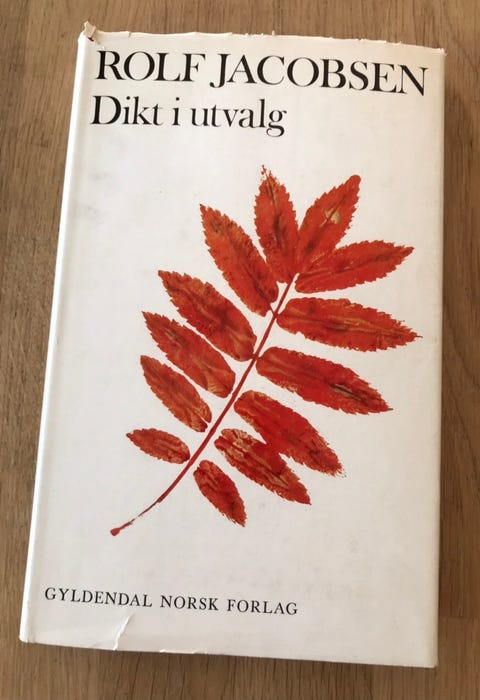 ROLF JACOBSEN
Dikt i utvalg
GYLDENDAL NORSK FORLAG